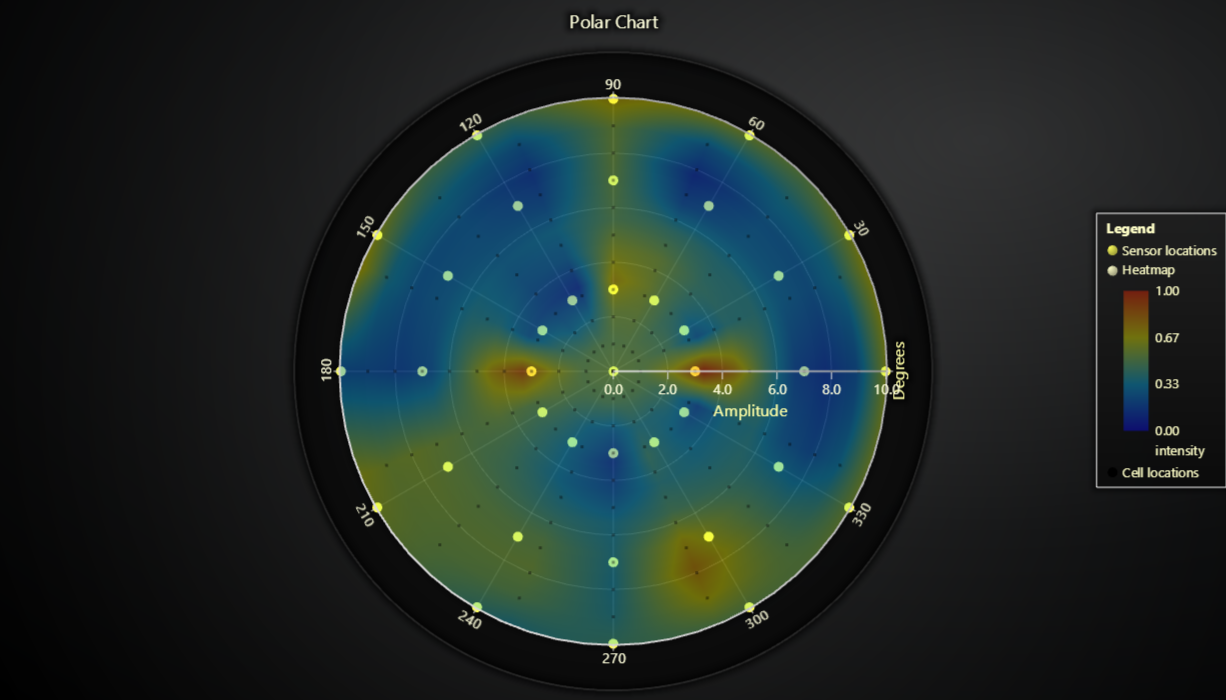 Polar Chart
90
120
60
150
30
180
Degrees
0.0 2.0 4.0 6.0 8.0 10.0
Amplitude
210
330
240
300
270
Legend
Sensor locations
Heatmap
1.00
0.67
0.33
0.00
intensity
Cell locations